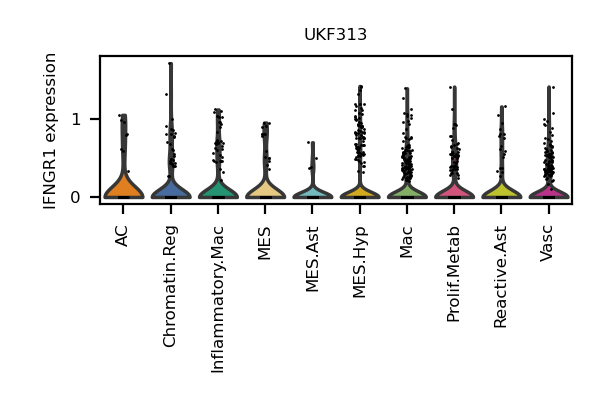 UKF313
IFNGR1 expression
1
0
AC
Chromatin.Reg
Inflammatory.Mac
MES
MES.Ast
MES.Hyp
Mac
Prolif.Metab
Reactive.Ast
Vasc